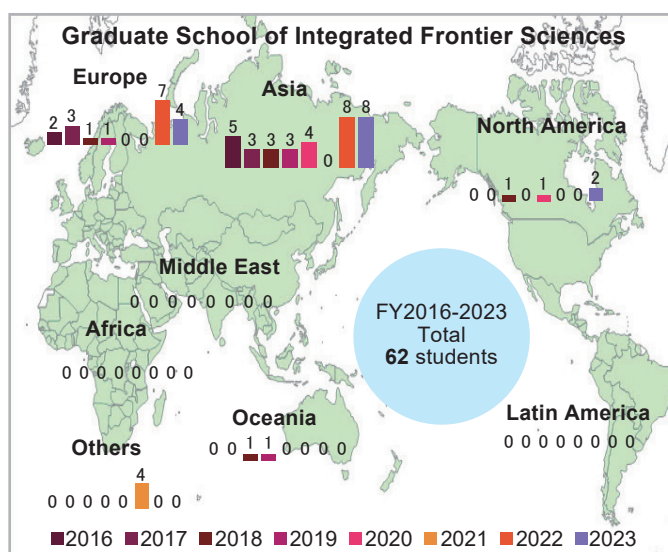 Graduate School of Integrated Frontier Sciences
Europe
2 3 1 1 0 0 7 4
Asia
5 3 3 3 4 0 8 8
North America
0 0 1 0 1 0 0 2
Middle East
0 0 0 0 0 0 0 0
Africa
0 0 0 0 0 0 0 0
FY2016-2023
Total
62 students
Oceania
0 0 1 1 0 0 0 0
Latin America
0 0 0 0 0 0 0 0
Others
0 0 0 0 0 4 0 0
2016 2017 2018 2019 2020 2021 2022 2023